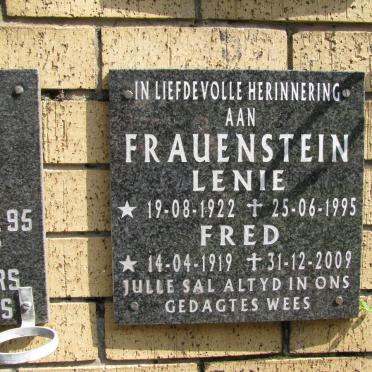 IN LIEFDEVOLLE HERINNERING
AAN
FRAUENSTEIN
LENIE
★ 19-08-1922 ✝ 25-06-1995
FRED
★ 14-04-1919 ✝ 31-12-2009
JULLE SAL ALTYD IN ONS
GEDAGTES WEES
95